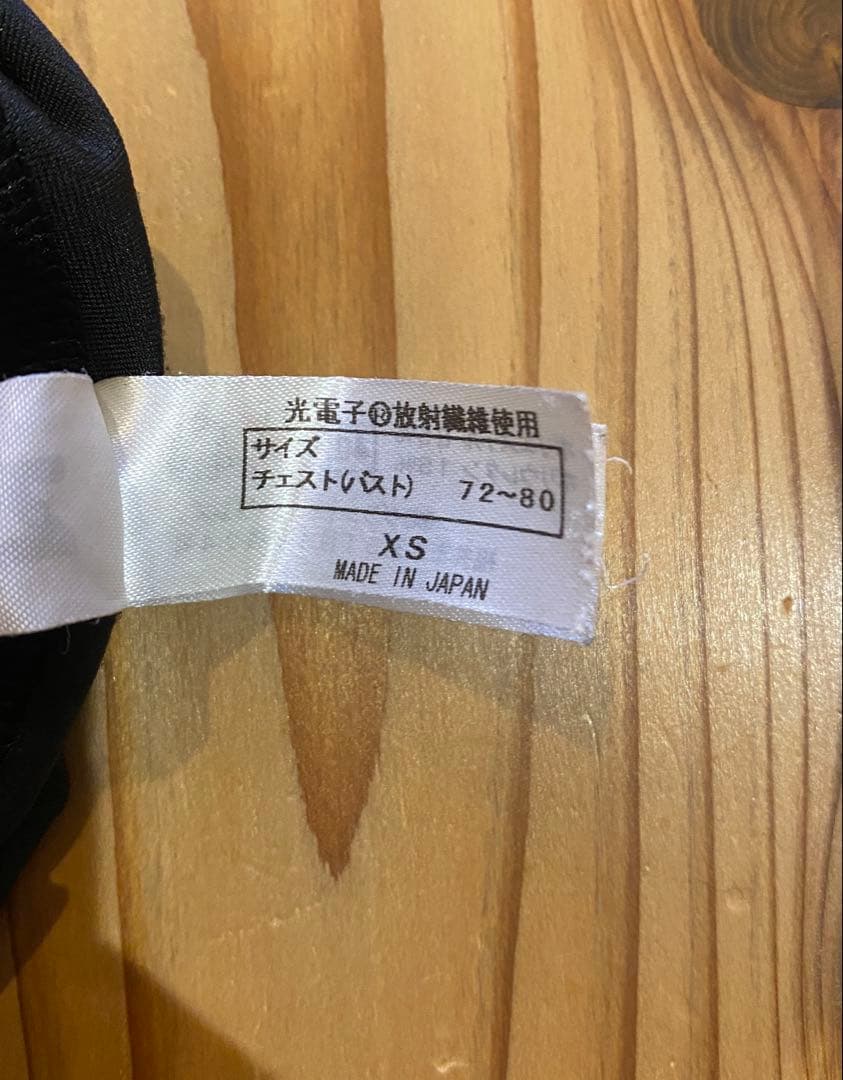 光電子®放射繊維使用
サイズ
チェスト(バスト) 72~80
XS
MADE IN JAPAN